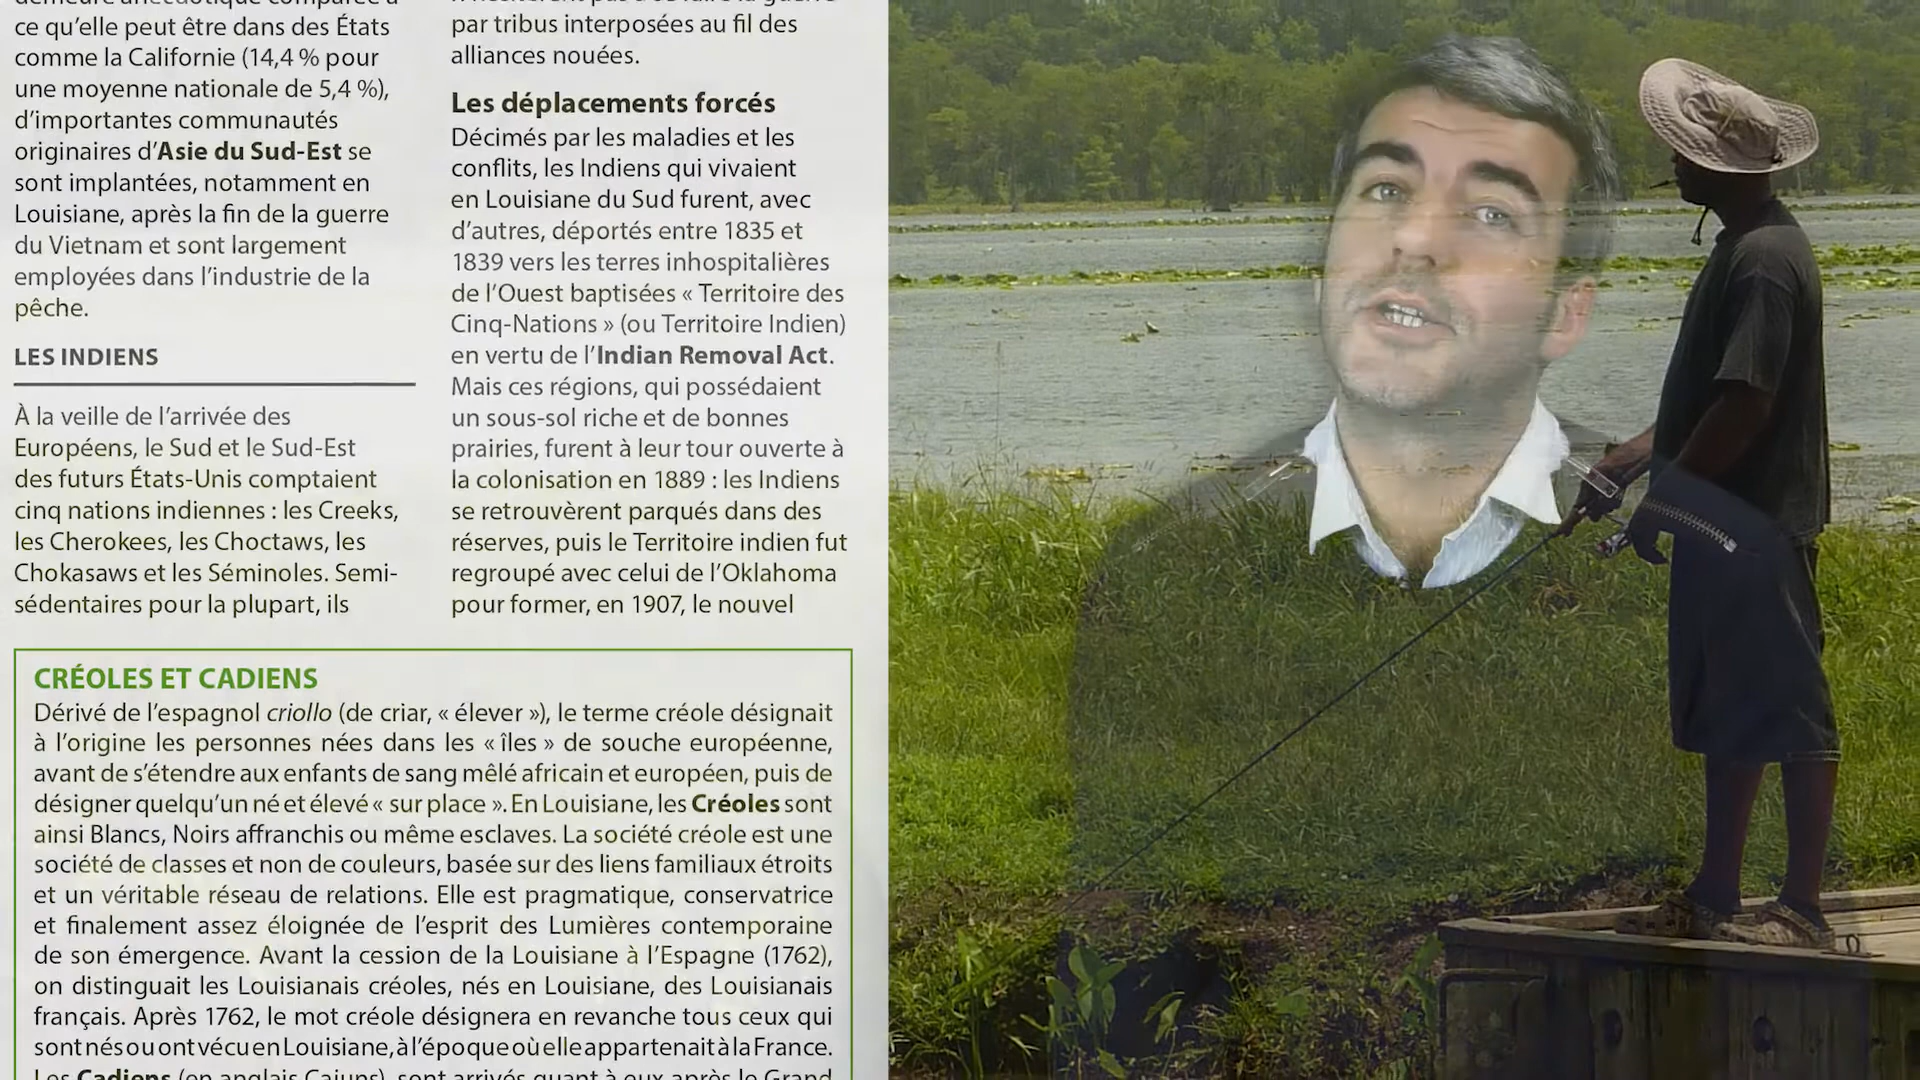 ce qu'elle peut être dans des États
comme la Californie (14,4 % pour
une moyenne nationale de 5,4 %),
d'importantes communautés
originaires d'Asie du Sud-Est se
sont implantées, notamment en
Louisiane, après la fin de la guerre
du Vietnam et sont largement
employées dans l'industrie de la
pêche.
LES INDIENS
À la veille de l'arrivée des
Européens, le Sud et le Sud-Est
des futurs États-Unis comptaient
cinq nations indiennes : les Creeks,
les Cherokees, les Choctaws, les
Chokasaws et les Séminoles. Semi-
sédentaires pour la plupart, ils
par tribus interposées au fil des
alliances nouées.
Les déplacements forcés
Décimés par les maladies et les
conflits, les Indiens qui vivaient
en Louisiane du Sud furent, avec
d'autres, déportés entre 1835 et
1839 vers les terres inhospitalières
de l'Ouest baptisées « Territoire des
Cinq-Nations » (ou Territoire Indien)
en vertu de l'Indian Removal Act.
Mais ces régions, qui possédaient
un sous-sol riche et de bonnes
prairies, furent à leur tour ouverte à
la colonisation en 1889 : les Indiens
se retrouvèrent parqués dans des
réserves, puis le Territoire indien fut
regroupé avec celui de l'Oklahoma
pour former, en 1907, le nouvel
CRÉOLES ET CADIENS
Dérivé de l'espagnol criollo (de criar, « élever »), le terme créole désignait
à l'origine les personnes nées dans les « îles » de souche européenne,
avant de s'étendre aux enfants de sang mêlé africain et européen, puis de
désigner quelqu'un né et élevé « sur place ». En Louisiane, les Créoles sont
ainsi Blancs, Noirs affranchis ou même esclaves. La société créole est une
société de classes et non de couleurs, basée sur des liens familiaux étroits
et un véritable réseau de relations. Elle est pragmatique, conservatrice
et finalement assez éloignée de l'esprit des Lumières contemporaine
de son émergence. Avant la cession de la Louisiane à l'Espagne (1762),
on distinguait les Louisianais créoles, nés en Louisiane, des Louisianais
français. Après 1762, le mot créole désignera en revanche tous ceux qui
sont nés ou ont vécu en Louisiane, à l'époque où elle appartenait à la France.
Les Cadiens (en anglais Cajuns), sont arrivés quant à eux après le Grand